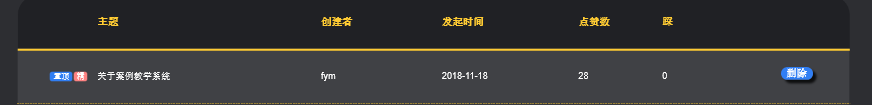 主题 创建者 发起时间 点赞数 踩
置顶 精 关于案例教学系统 fym 2018-11-18 28 0 删除